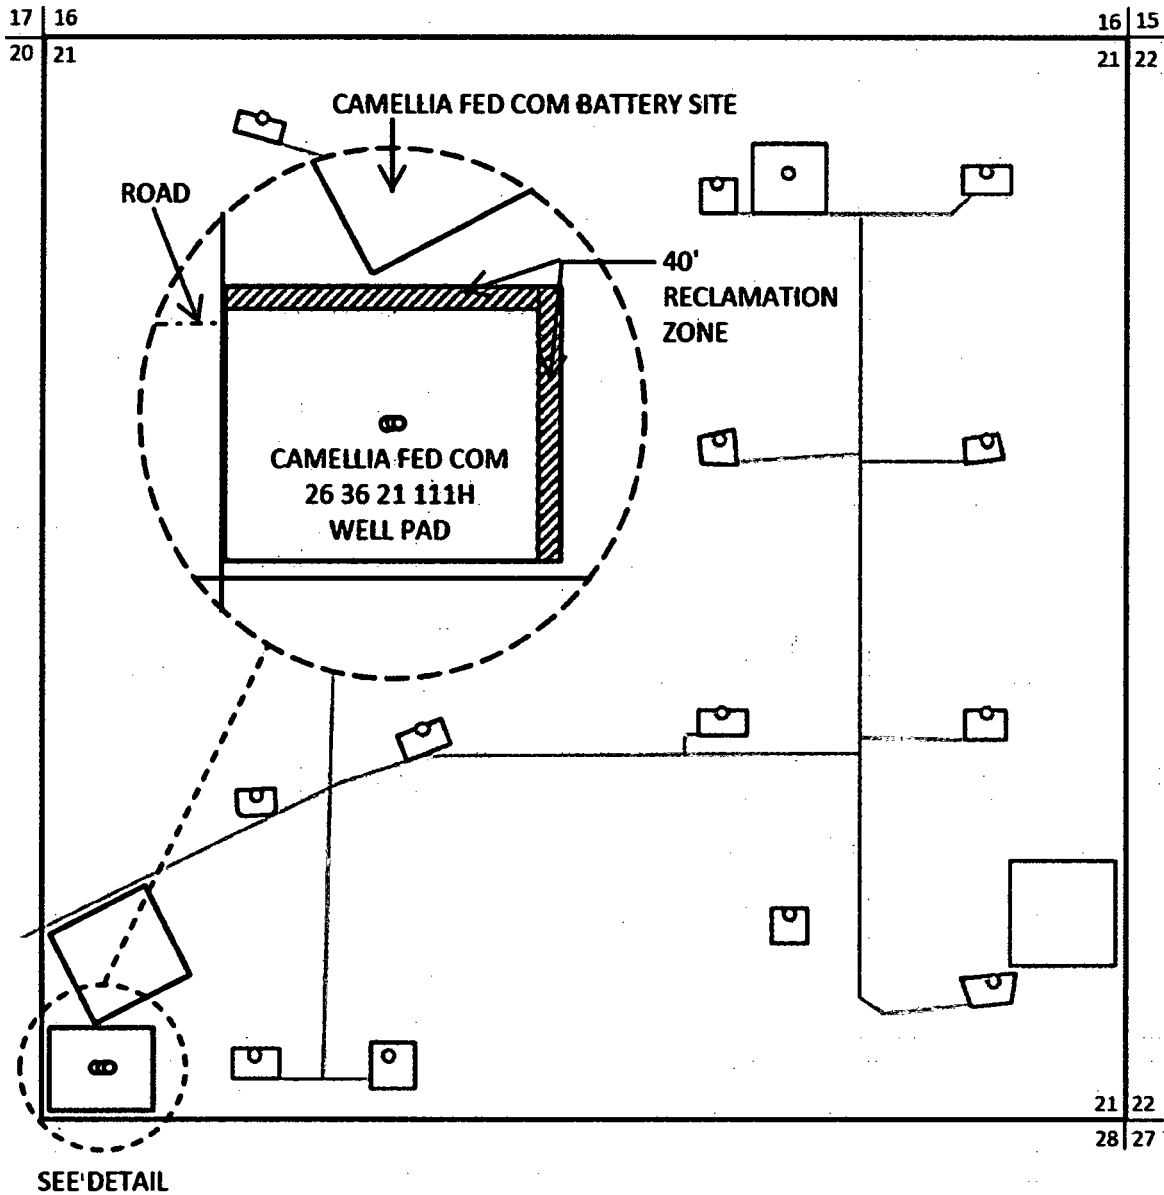 17 16
16 15
20 21
21 22
CAMELLIA FED COM BATTERY SITE
ROAD
40'
RECLAMATION
ZONE
CAMELLIA FED COM
26 36 21 111H
WELL PAD
21 22
28 27
SEE DETAIL